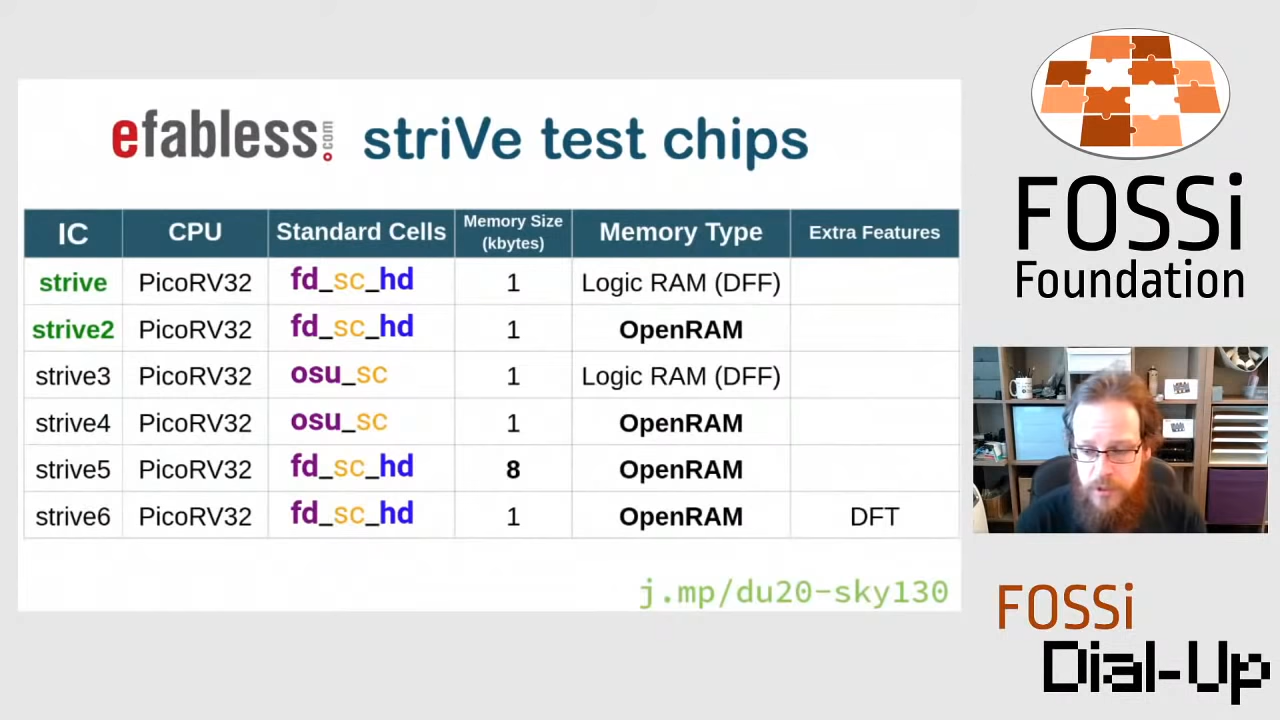 efabless.com striVe test chips
IC CPU Standard Cells Memory Size (kbytes) Memory Type Extra Features
strive PicoRV32 fd_sc_hd 1 Logic RAM (DFF)
strive2 PicoRV32 fd_sc_hd 1 OpenRAM
strive3 PicoRV32 osu_sc 1 Logic RAM (DFF)
strive4 PicoRV32 osu_sc 1 OpenRAM
strive5 PicoRV32 fd_sc_hd 8 OpenRAM
strive6 PicoRV32 fd_sc_hd 1 OpenRAM DFT
j.mp/du20-sky130
FOSSi
Foundation
FOSSi
Dial-Up